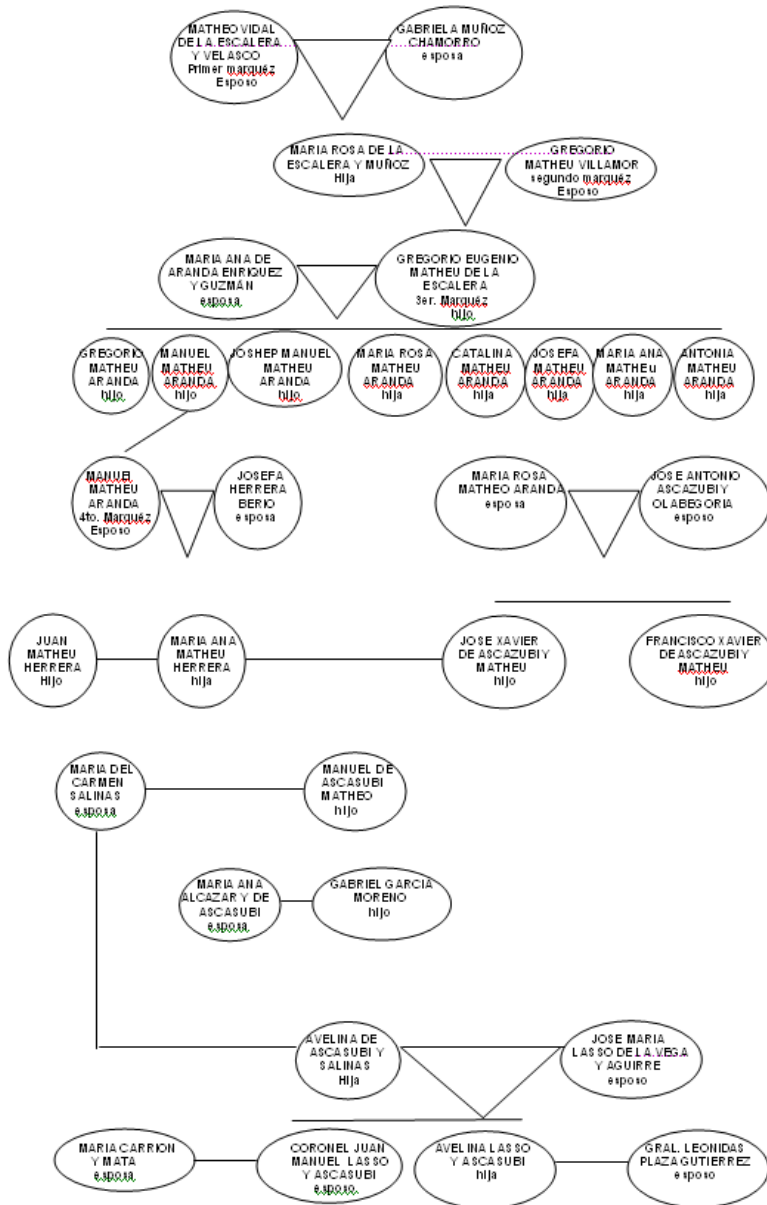 MATHEO VIDAL
DE LA ESCALERA
Y VELASCO
Primer marquéz
Esposo
GABRIELA MUÑOZ
CHAMORRO
esposa
MARIA ROSA DE LA
ESCALERA Y MUÑOZ
Hija
GREGORIO
MATHEU VILLAMOR
segundo marquéz
Esposo
MARIA ANA DE
ARANDA ENRIQUEZ
Y GUZMÁN
esposa
GREGORIO EUGENIO
MATHEU DE LA
ESCALERA
3er. Marquéz
hijo
GREGORIO
MATHEU
ARANDA
hijo
MANUEL
MATHEU
ARANDA
hijo
JOSHEP MANUEL
MATHEU
ARANDA
hijo
MARIA ROSA
MATHEU
ARANDA
hija
CATALINA
MATHEU
ARANDA
hija
JOSEFA
MATHEU
ARANDA
hija
MARIA ANA
MATHEu
ARANDA
hija
ANTONIA
MATHEU
ARANDA
hija
MANUEl
MATHEU
ARANDA
4to. Marquéz
Esposo
JOSEFA
HERRERA
BERIO
esposa
MARIA ROSA
MATHEO ARANDA
esposa
JOSE ANTONIO
ASCAZUBI Y
OLABEGORIA
esposo
JUAN
MATHEU
HERRERA
Hijo
MARIA ANA
MATHEU
HERRERA
hija
JOSE XAVIER
DE ASCAZUBI Y
MATHEU
hijo
FRANCISCO XAVIER
DE ASCAZUBI Y
MATHEU
hijo
MARIA DEL
CARMEN
SALINAS
esposa
MANUEL DE
ASCASUBI
MATHEO
hijo
MARIA ANA
ALCAZAR Y DE
ASCASUBI
esposa
GABRIEL GARCIA
MORENO
hijo
AVELINA DE
ASCASUBI Y
SALINAS
Hija
JOSE MARIA
LASSO DE LA VEGA
Y AGUIRRE
esposo
MARIA CARRION
Y MATA
esposa
CORONEL JUAN
MANUEL LASSO
Y ASCASUBI
esposo
AVELINA LASSO
Y ASCASUBI
hija
GRAL. LEONIDAS
PLAZA GUTIERREZ
esposo